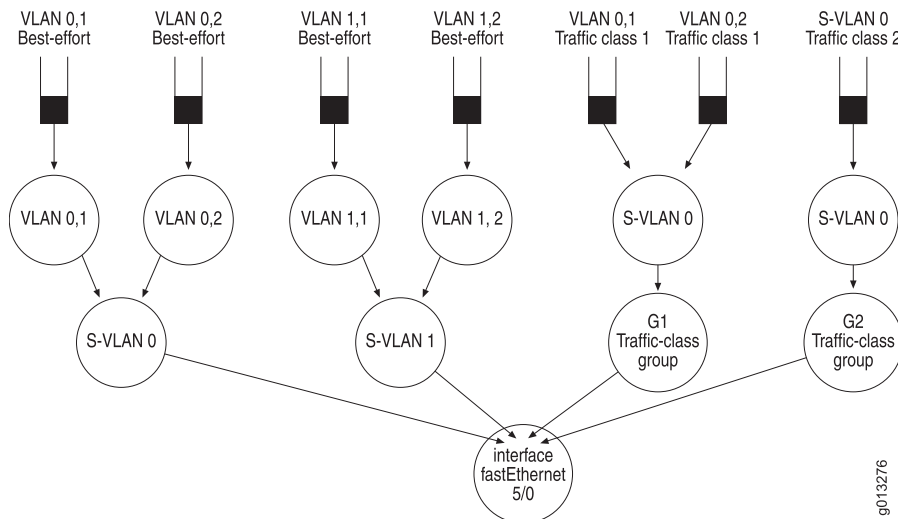 VLAN 0,1
Best-effort
VLAN 0,2
Best-effort
VLAN 1,1
Best-effort
VLAN 1,2
Best-effort
VLAN 0,1
Traffic class 1
VLAN 0,2
Traffic class 1
S-VLAN 0
Traffic class 2
VLAN 0,1
VLAN 0,2
VLAN 1,1
VLAN 1, 2
S-VLAN 0
S-VLAN 0
S-VLAN 0
S-VLAN 1
G1
Traffic-class
group
G2
Traffic-class
group
interface
fastEthernet
5/0
g013276